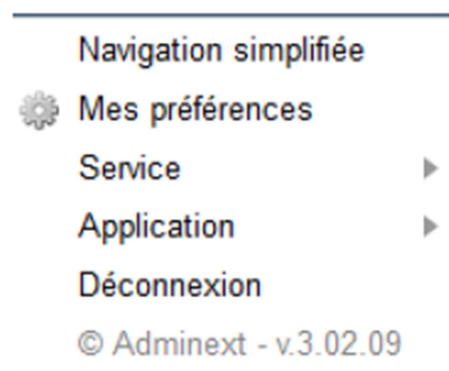 Navigation simplifiée
Mes préférences
Service
Application
Déconnexion
© Adminext - v.3.02.09